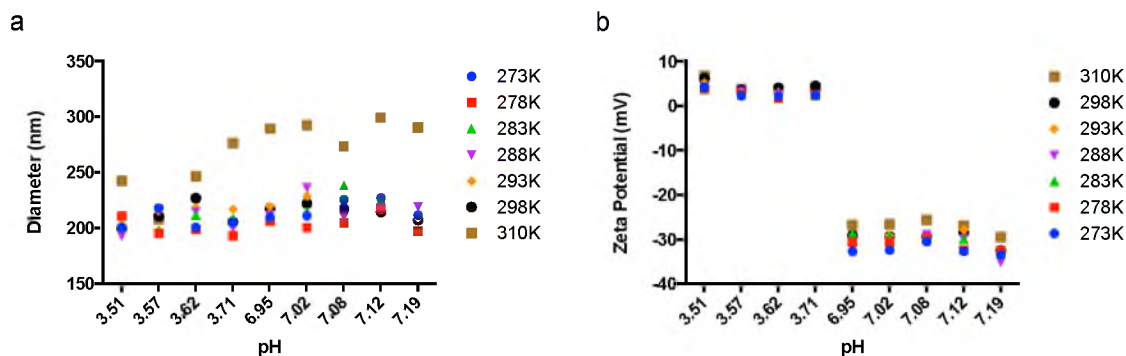 a
350
300
250
200
150
Diameter (nm)
3.51 3.57 3.62 3.71 6.95 7.02 7.08 7.12 7.19
pH
273K
278K
283K
288K
293K
298K
310K
b
10
0
-10
-20
-30
-40
Zeta Potential (mV)
3.51 3.57 3.62 3.71 6.95 7.02 7.08 7.12 7.19
pH
310K
298K
293K
288K
283K
278K
273K